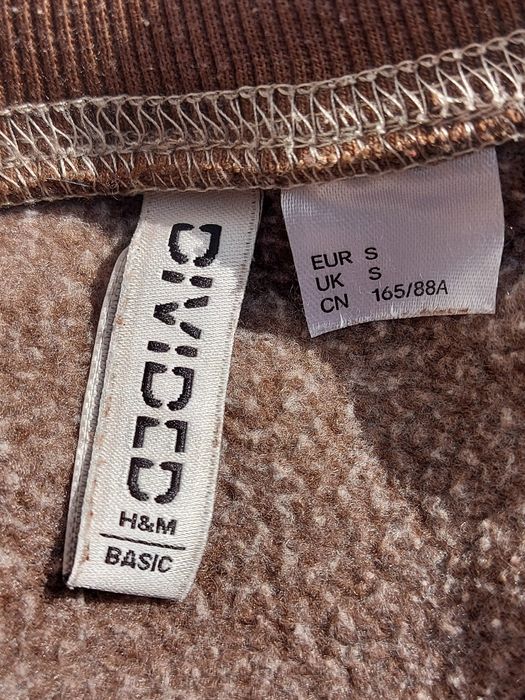 DIVIDED
H&M
BASIC
EUR S
UK S
CN 165/88A